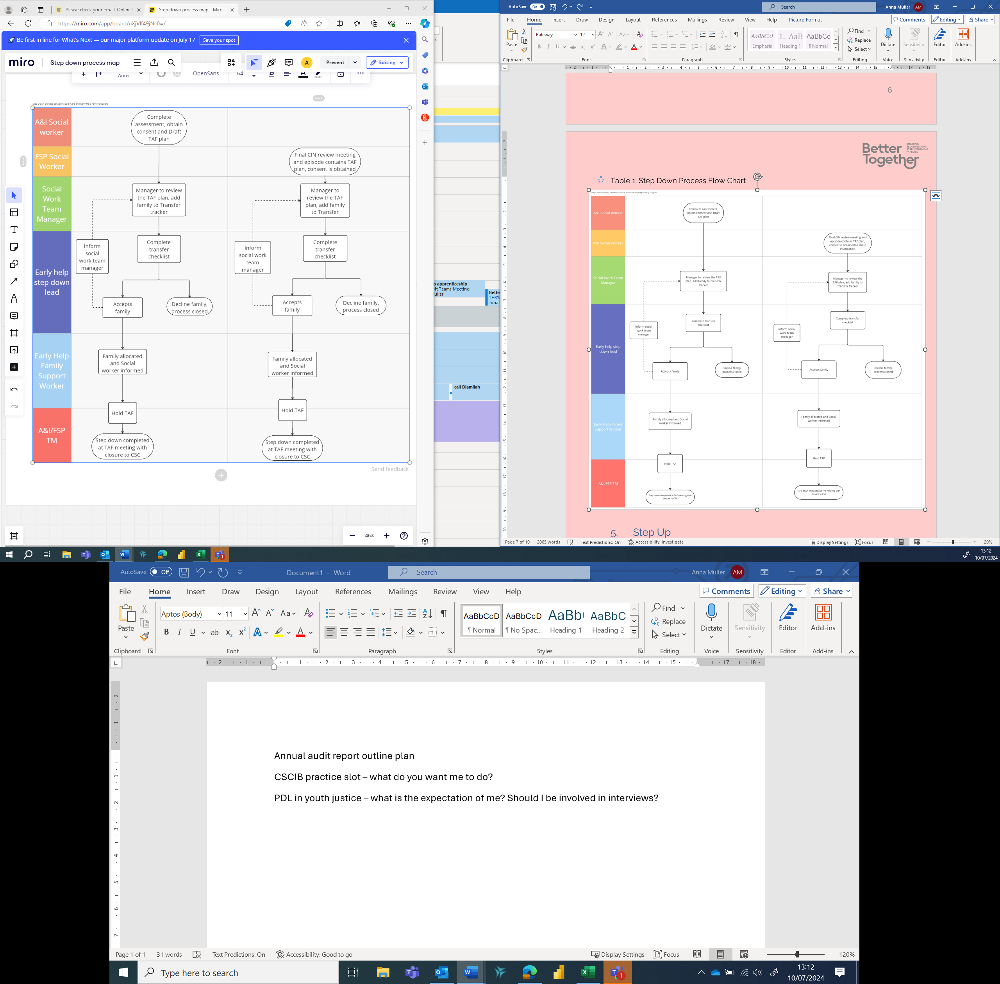 Please check your email, Online
Step down process map - Miro
https://miro.com/app/board/uXjVK49jNc0=/
Be first in line for What's Next — our major platform update on July 17
Save your spot
miro
Step down process map
A
Present
Editing
Auto
OpenSans
64
Step Down process between Social Care and Early Help Family Support
A&I Social
worker
Complete
assessment, obtain
consent and Draft
TAF plan
FSP Social
Worker
Final CIN review meeting
and episode contains TAF
plan, consent is obtained
Social
Work
Team
Manager
Manager to review
the TAF plan, add
family to Transfer
tracker
Manager to
review the TAF
plan, add family
to Transfer
Early help
step down
lead
Inform
social
work team
manager
Complete
transfer
checklist
Inform
social work
team
manager
Complete
transfer
checklist
Accepts
family
Decline family,
process closed
Accepts
family
Decline family,
process closed
Early Help
Family
Support
Worker
Family allocated
and Social
worker informed
Family allocated
and Social
worker informed
Hold TAF
Hold TAF
A&I/FSP
TM
Step down completed
at TAF meeting with
closure to CSC
Step down completed
at TAF meeting with
closure to CSC
Send feedback
45%
p apprenticeship
ft Teams Meeting
uller
Bette
TH318
Jonat
call Djamilah
AutoSave On
Search
Anna Muller AM
File Home Insert Draw Design Layout References Mailings Review View Help Picture Format
Comments Editing Share
Paste
Raleway 12
Emphasis
Heading 1
¶ Normal
Find
Replace
Select
Dictate
Sensitivity
Editor
Add-ins
Clipboard Font Paragraph Styles Editing Voice Sensitivity Editor Add-ins
6
Better
Together
BUILDING
RELATIONSHIPS,
STRENGTHENING
FAMILIES
Table 1: Step Down Process Flow Chart
Step Down process between Social Care and Early Help Family Support
A&I Social worker
Complete assessment,
obtain consent and Draft
TAF plan
FSP Social Worker
Final CIN review meeting and
episode contains TAF plan,
consent is obtained to share
information
Social Work Team
Manager
Manager to review the TAF
plan, add family to Transfer
tracker
Manager to review the
TAF plan, add family to
Transfer tracker
Early help step
down lead
Inform social
work team
manager
Complete transfer
checklist
Inform social
work team
manager
Complete transfer
checklist
Accepts family
Decline family,
process closed
Accepts family
Decline family,
process closed
Early Help Family
Support Worker
Family allocated and Social
worker informed
Family allocated and Social
worker informed
Hold TAF
Hold TAF
A&I/FSP TM
Step down completed at TAF meeting with
closure to CSC
Step down completed at TAF meeting with
closure to CSC
5. Step Up
Page 7 of 10 2065 words Text Predictions: On Accessibility: Investigate
Display Settings Focus 120%
13:12
10/07/2024
AutoSave Off
Document1 - Word
Search
Anna Muller AM
File Home Insert Draw Design Layout References Mailings Review View Help
Comments Editing Share
Paste
Aptos (Body) 11
AaBbCcD AaBbCcD AaBb( AaBbC
¶ Normal ¶ No Spac... Heading 1 Heading 2
Find
Replace
Select
Dictate
Sensitivity
Editor
Add-ins
Clipboard Font Paragraph Styles Editing Voice Sensitivity Editor Add-ins
Annual audit report outline plan
CSCIB practice slot – what do you want me to do?
PDL in youth justice – what is the expectation of me? Should I be involved in interviews?
Page 1 of 1 31 words Text Predictions: On Accessibility: Good to go
Display Settings Focus 120%
Type here to search
13:12
10/07/2024